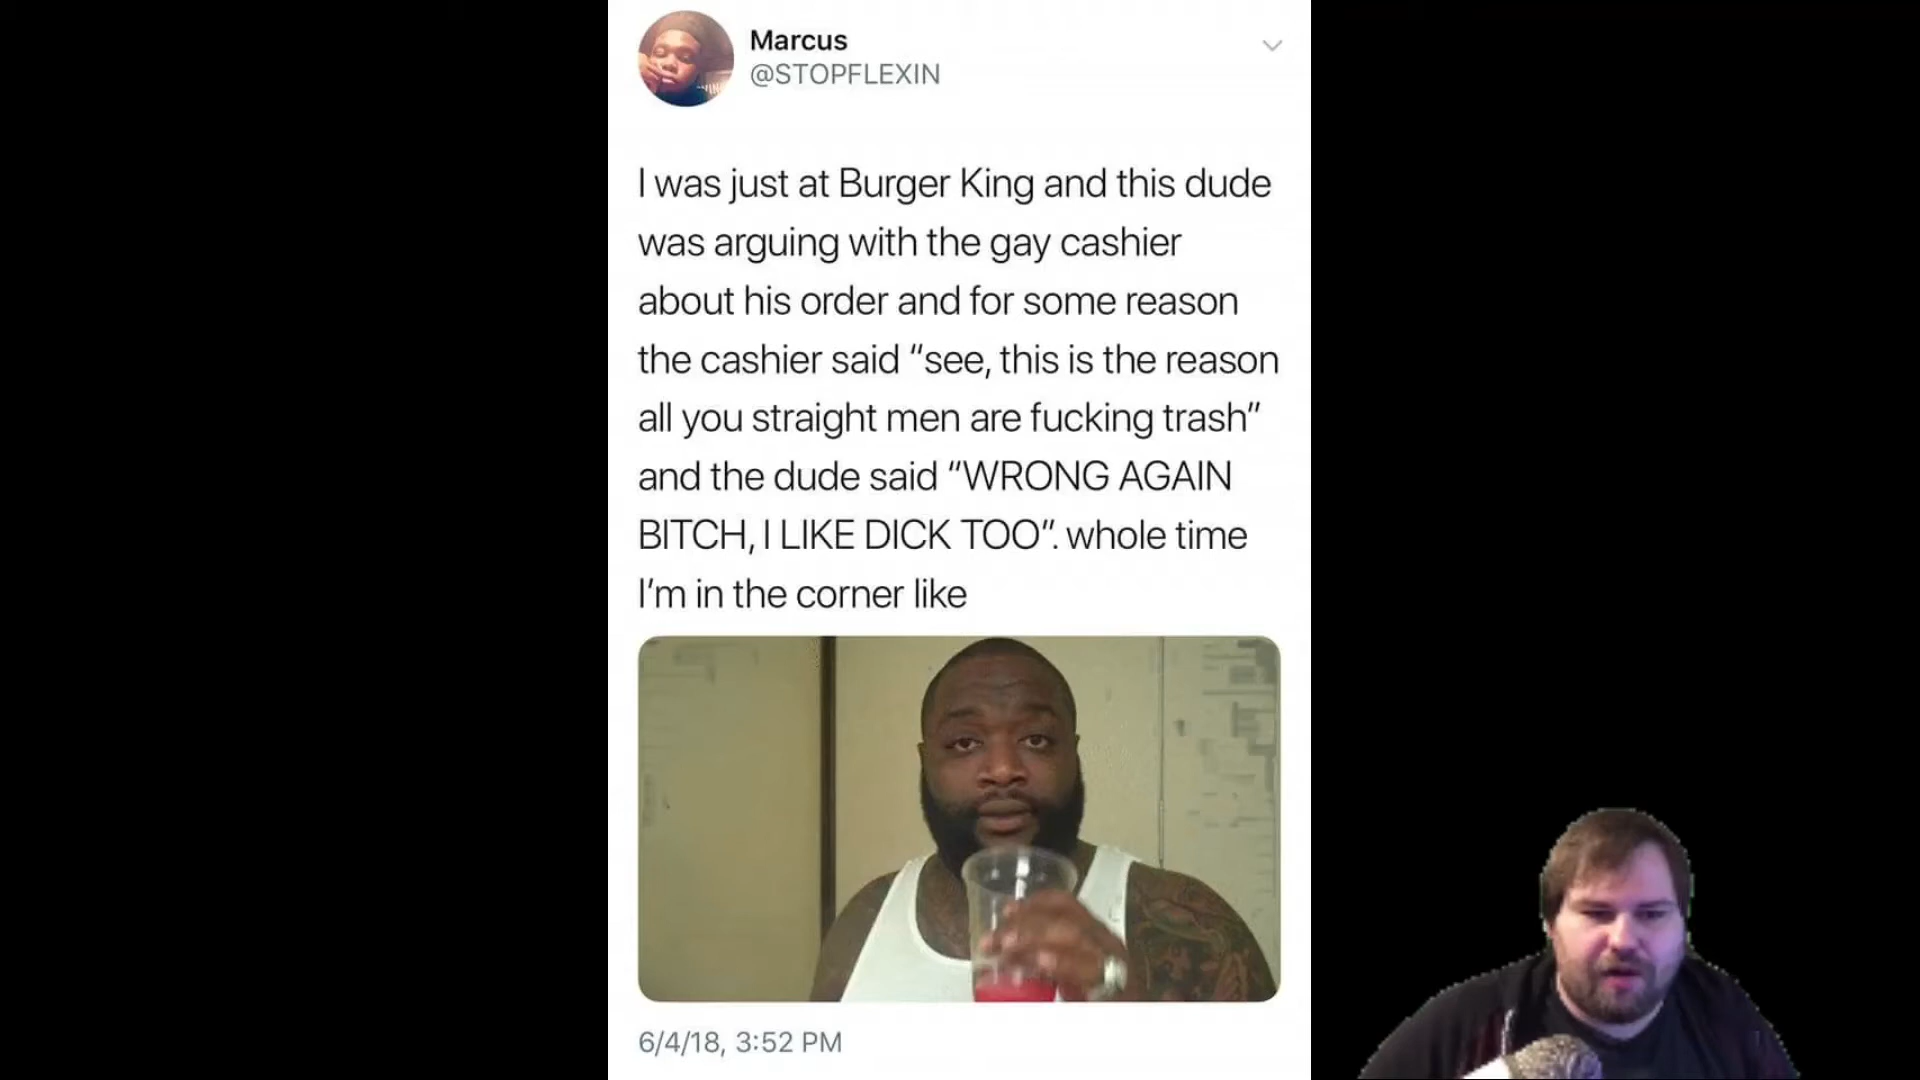 Marcus
@STOPFLEXIN
I was just at Burger King and this dude
was arguing with the gay cashier
about his order and for some reason
the cashier said “see, this is the reason
all you straight men are fucking trash”
and the dude said “WRONG AGAIN
BITCH, I LIKE DICK TOO”. whole time
I’m in the corner like
6/4/18, 3:52 PM